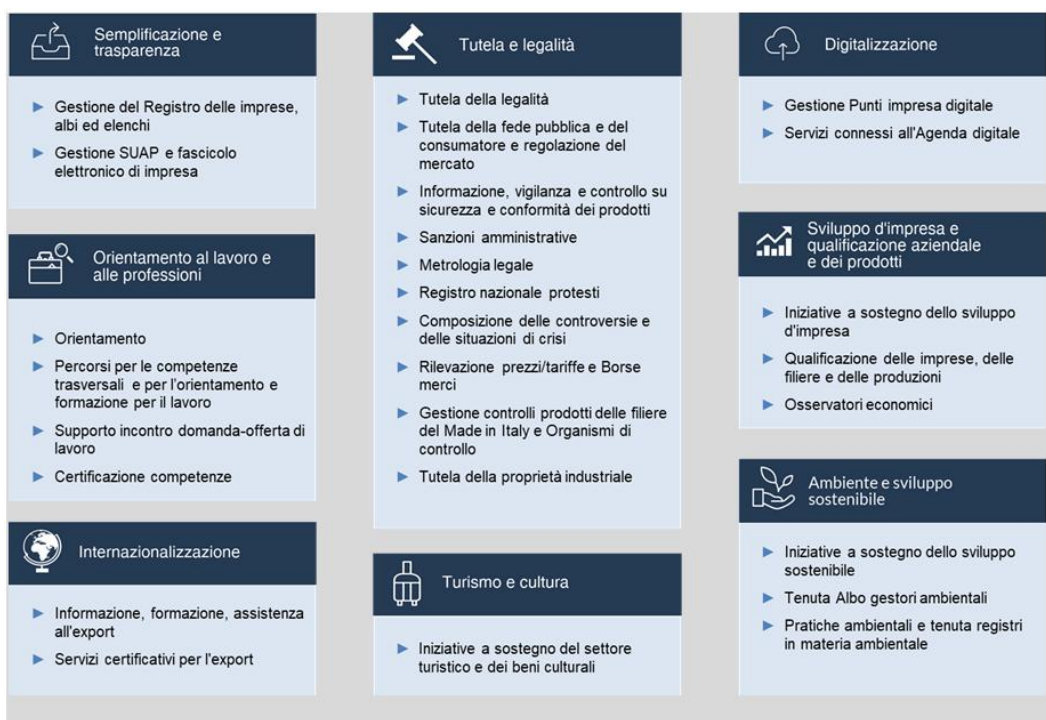 Semplificazione e
trasparenza
Gestione del Registro delle imprese,
albi ed elenchi
Gestione SUAP e fascicolo
elettronico di impresa
Orientamento al lavoro e
alle professioni
Orientamento
Percorsi per le competenze
trasversali e per l'orientamento e
formazione per il lavoro
Supporto incontro domanda-offerta di
lavoro
Certificazione competenze
Internazionalizzazione
Informazione, formazione, assistenza
all'export
Servizi certificativi per l'export
Tutela e legalità
Tutela della legalità
Tutela della fede pubblica e del
consumatore e regolazione del
mercato
Informazione, vigilanza e controllo su
sicurezza e conformità dei prodotti
Sanzioni amministrative
Metrologia legale
Registro nazionale protesti
Composizione delle controversie e
delle situazioni di crisi
Rilevazione prezzi/tariffe e Borse
merci
Gestione controlli prodotti delle filiere
del Made in Italy e Organismi di
controllo
Tutela della proprietà industriale
Turismo e cultura
Iniziative a sostegno del settore
turistico e dei beni culturali
Digitalizzazione
Gestione Punti impresa digitale
Servizi connessi all'Agenda digitale
Sviluppo d'impresa e
qualificazione aziendale
e dei prodotti
Iniziative a sostegno dello sviluppo
d'impresa
Qualificazione delle imprese, delle
filiere e delle produzioni
Osservatori economici
Ambiente e sviluppo
sostenibile
Iniziative a sostegno dello sviluppo
sostenibile
Tenuta Albo gestori ambientali
Pratiche ambientali e tenuta registri
in materia ambientale